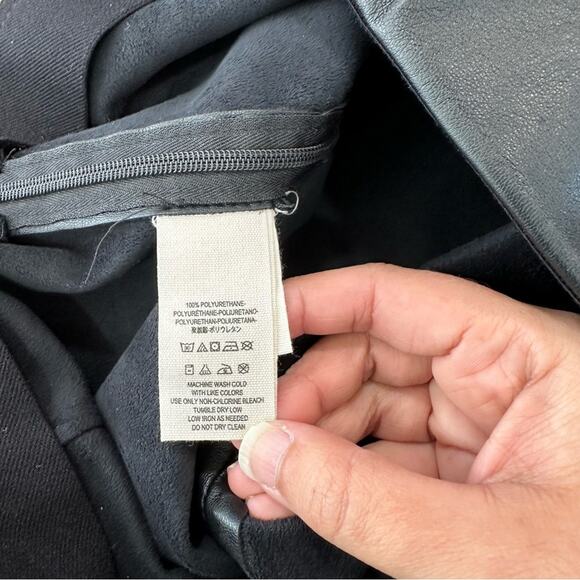 100% POLYURETHANE-
POLYURÉTHANE-POLIURETANO-
POLYURETHAN-POLIURETANA-
聚氨酯-ポリウレタン
MACHINE WASH COLD
WITH LIKE COLORS
USE ONLY NON-CHLORINE BLEACH
TUMBLE DRY LOW
LOW IRON AS NEEDED
DO NOT DRY CLEAN